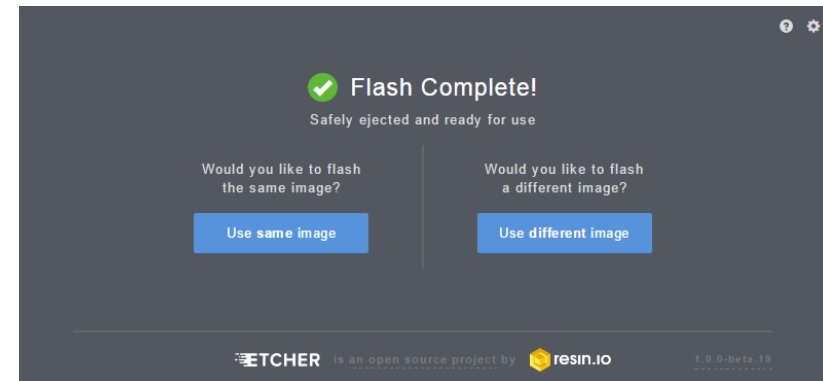 Flash Complete!
Safely ejected and ready for use
Would you like to flash
the same image?
Use same image
Would you like to flash
a different image?
Use different image
ETCHER is an open source project by resin.io 1.0.0-beta.19